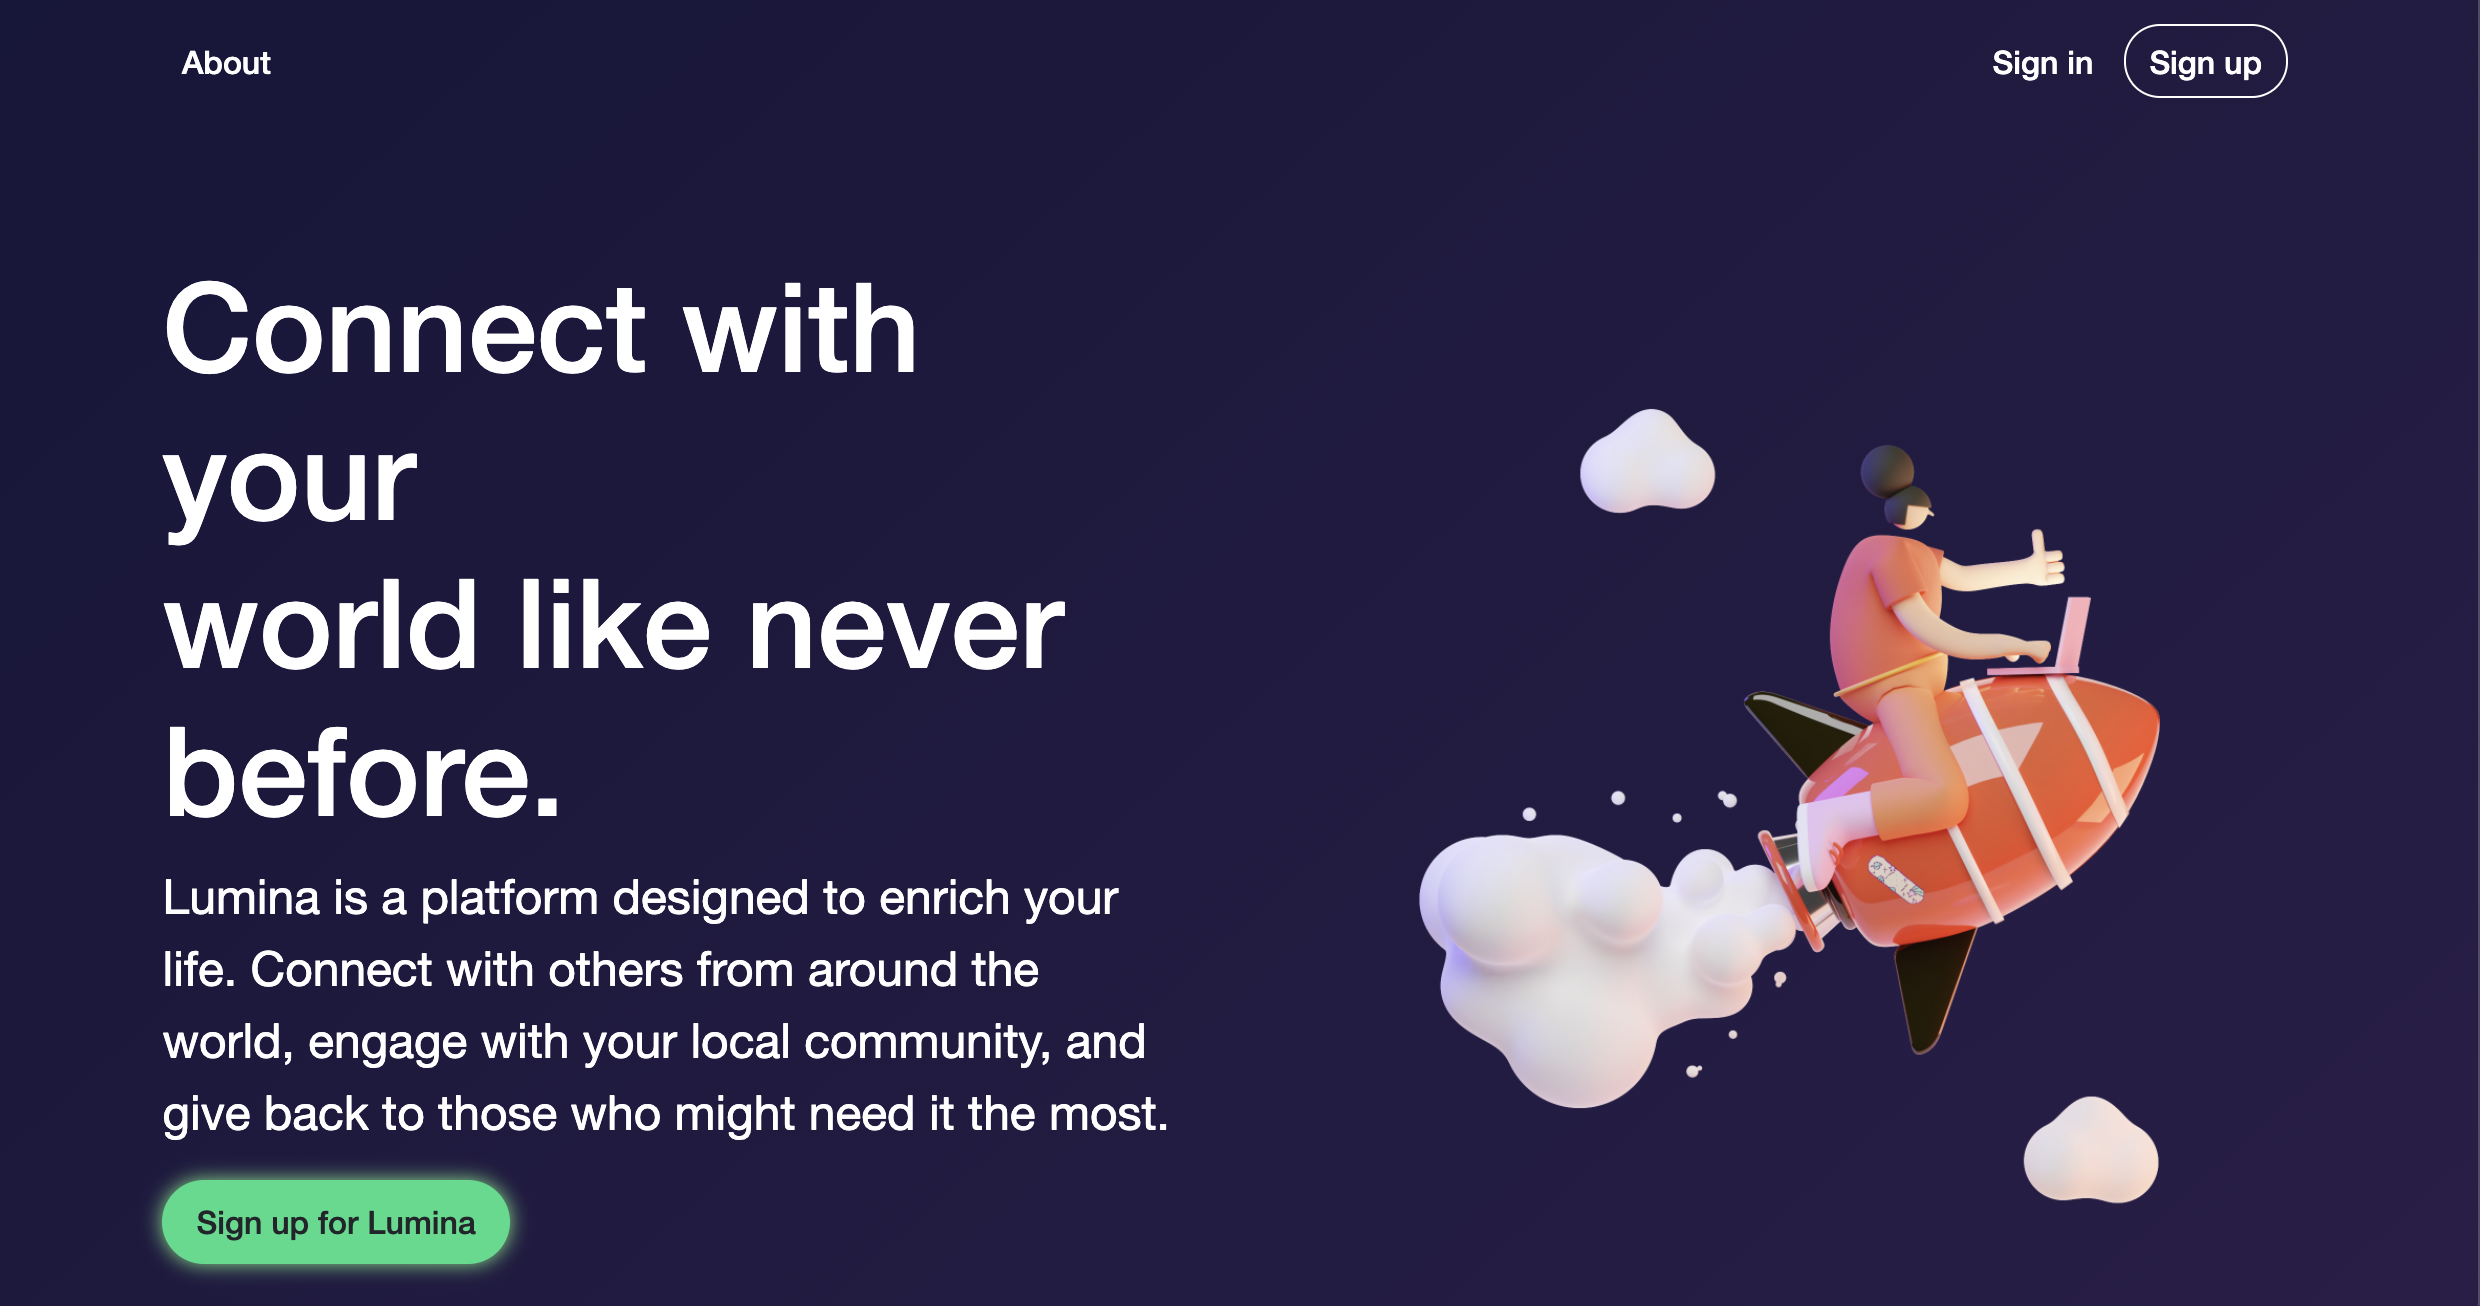 About
Sign in
Sign up
Connect with
your
world like never
before.
Lumina is a platform designed to enrich your
life. Connect with others from around the
world, engage with your local community, and
give back to those who might need it the most.
Sign up for Lumina